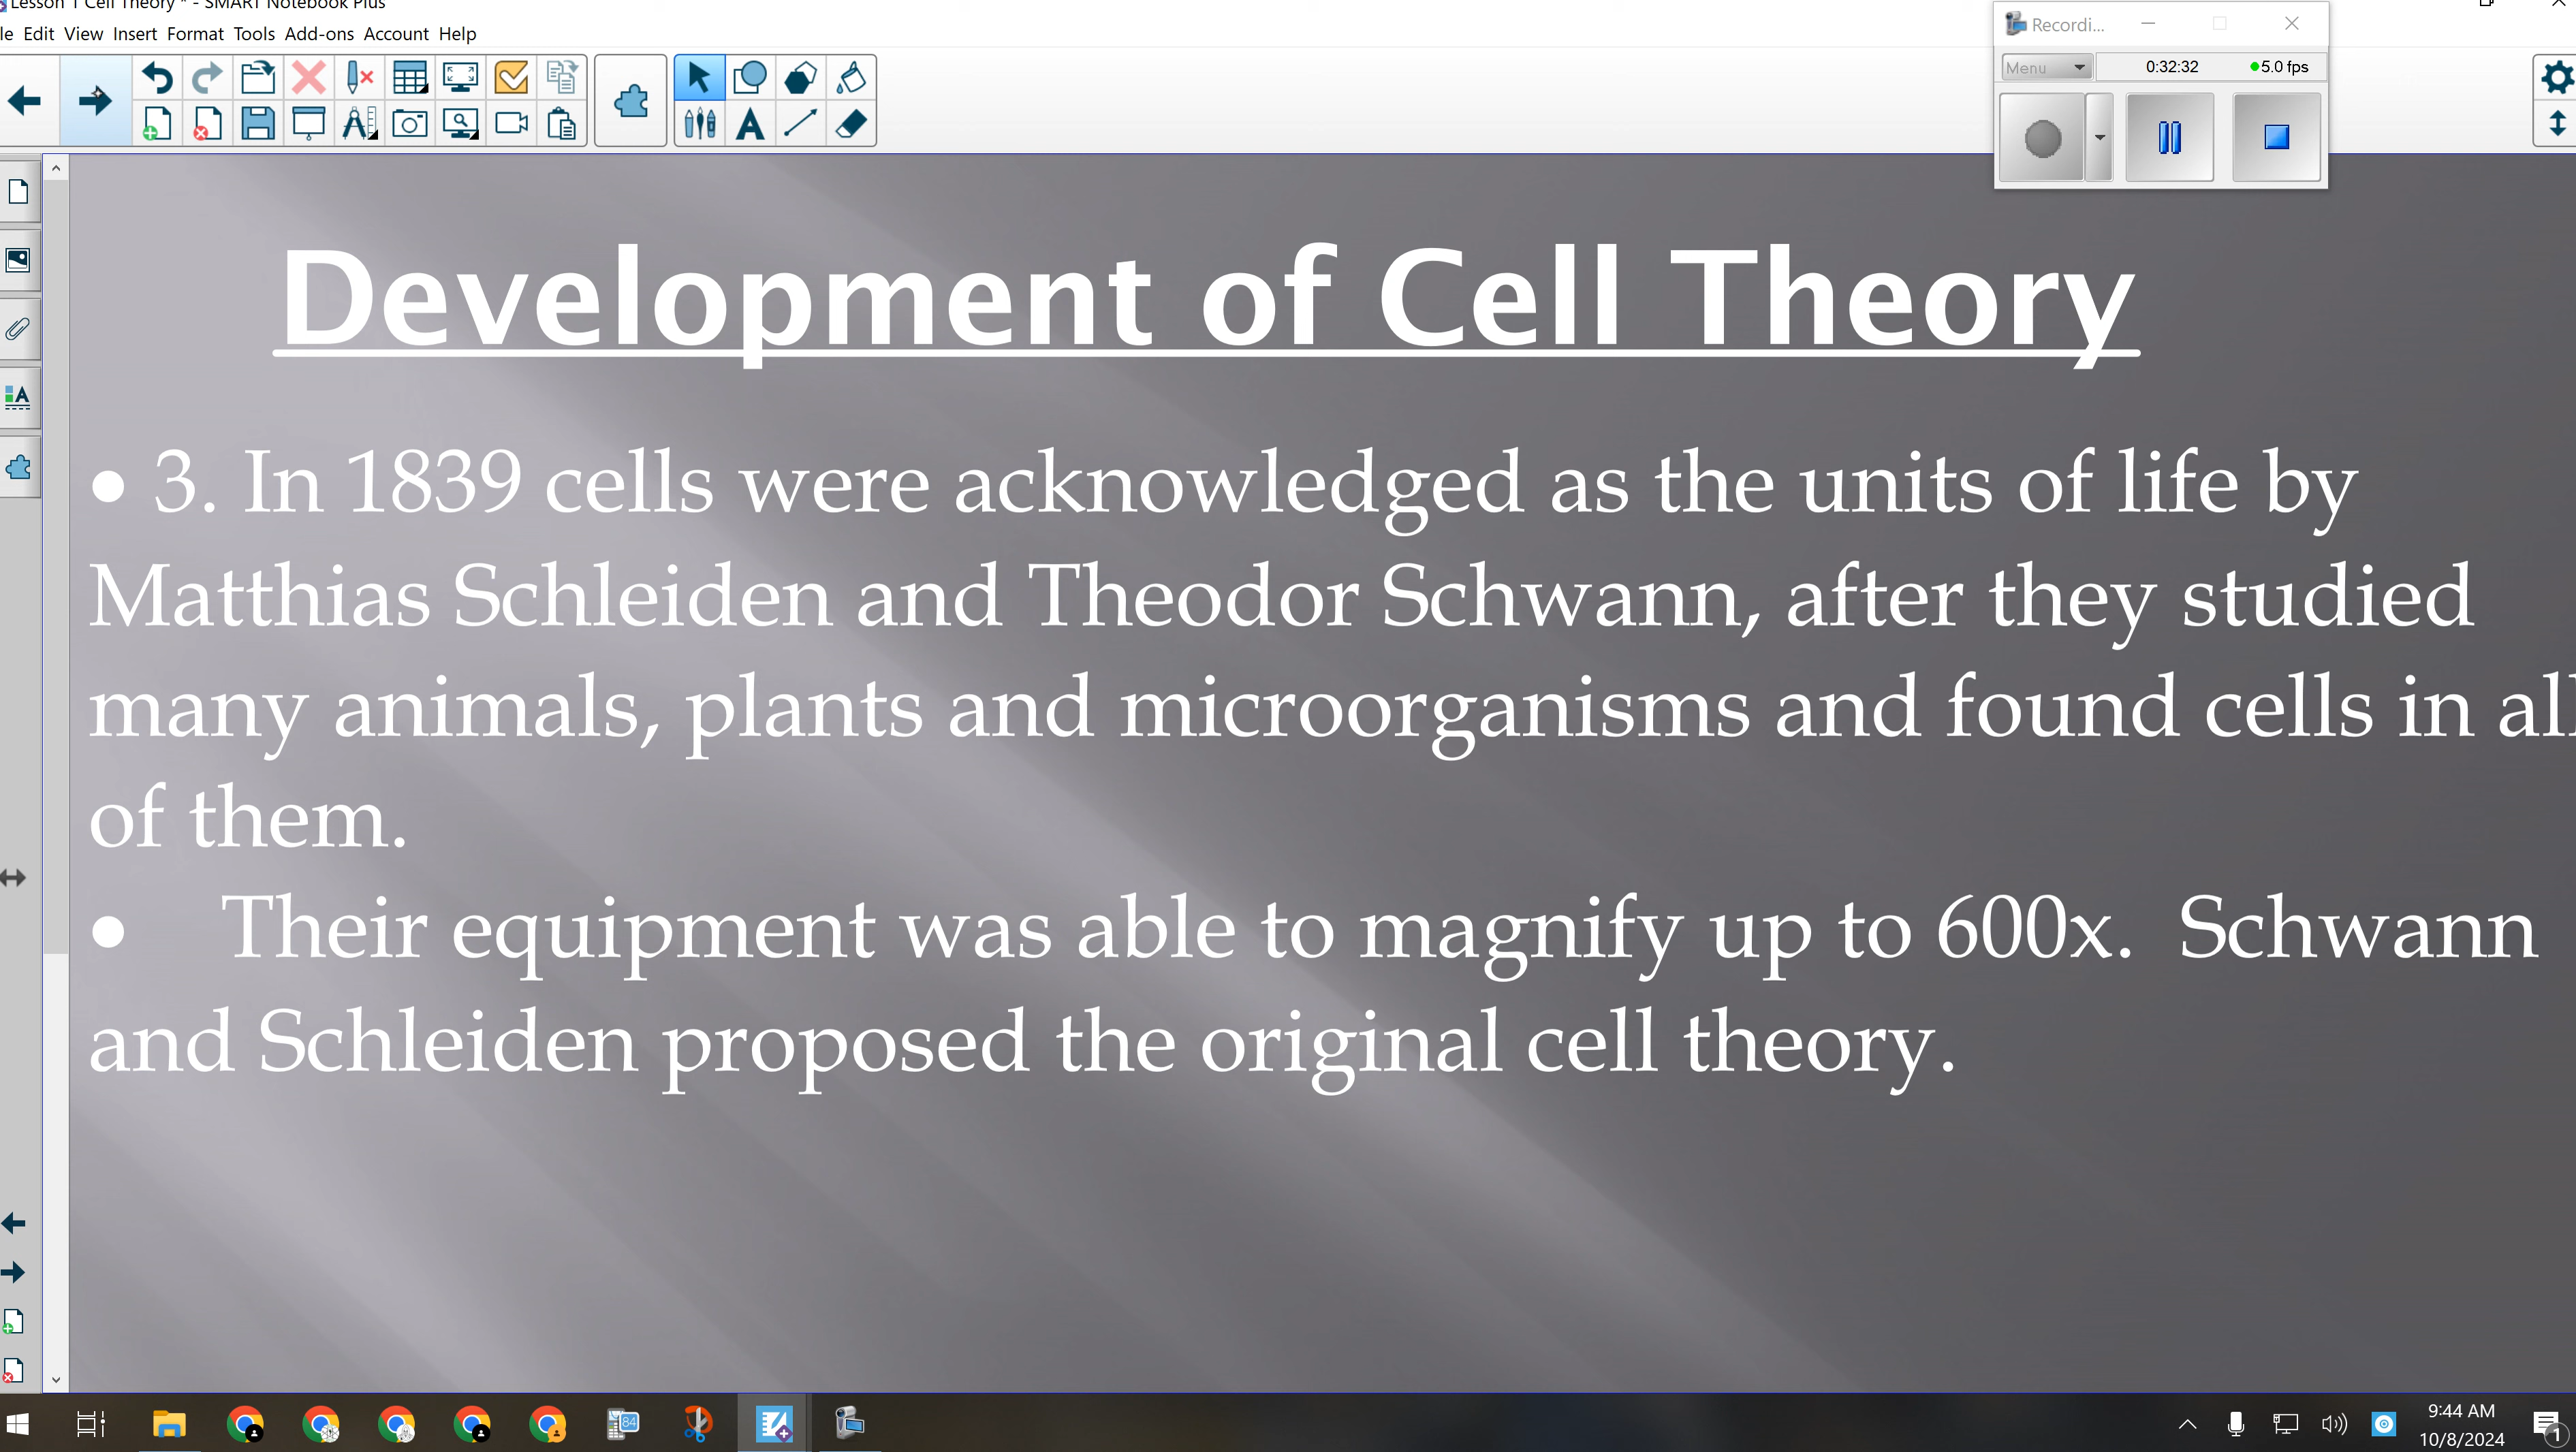 Lesson 1 Cell Theory * - SMART Notebook Plus
Edit View Insert Format Tools Add-ons Account Help
Recordi...
Menu 0:32:32 5.0 fps
Development of Cell Theory
• 3. In 1839 cells were acknowledged as the units of life by
Matthias Schleiden and Theodor Schwann, after they studied
many animals, plants and microorganisms and found cells in all
of them.
• Their equipment was able to magnify up to 600x. Schwann
and Schleiden proposed the original cell theory.
84
9:44 AM
10/8/2024
1